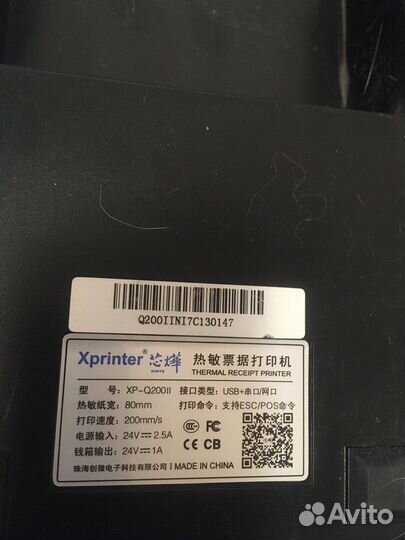 Q200IINI7C130147
Xprinter® 芯烨 XINYE 热敏票据打印机
THERMAL RECEIPT PRINTER
型 号: XP-Q200II 接口类型: USB+串口/网口
热敏纸宽: 80mm 打印命令: 支持ESC/POS命令
打印速度: 200mm/s
电源输入: 24V⎓2.5A
钱箱输出: 24V⎓1A
CCC FC CE CB
珠海创微电子科技有限公司 MADE IN CHINA
Avito